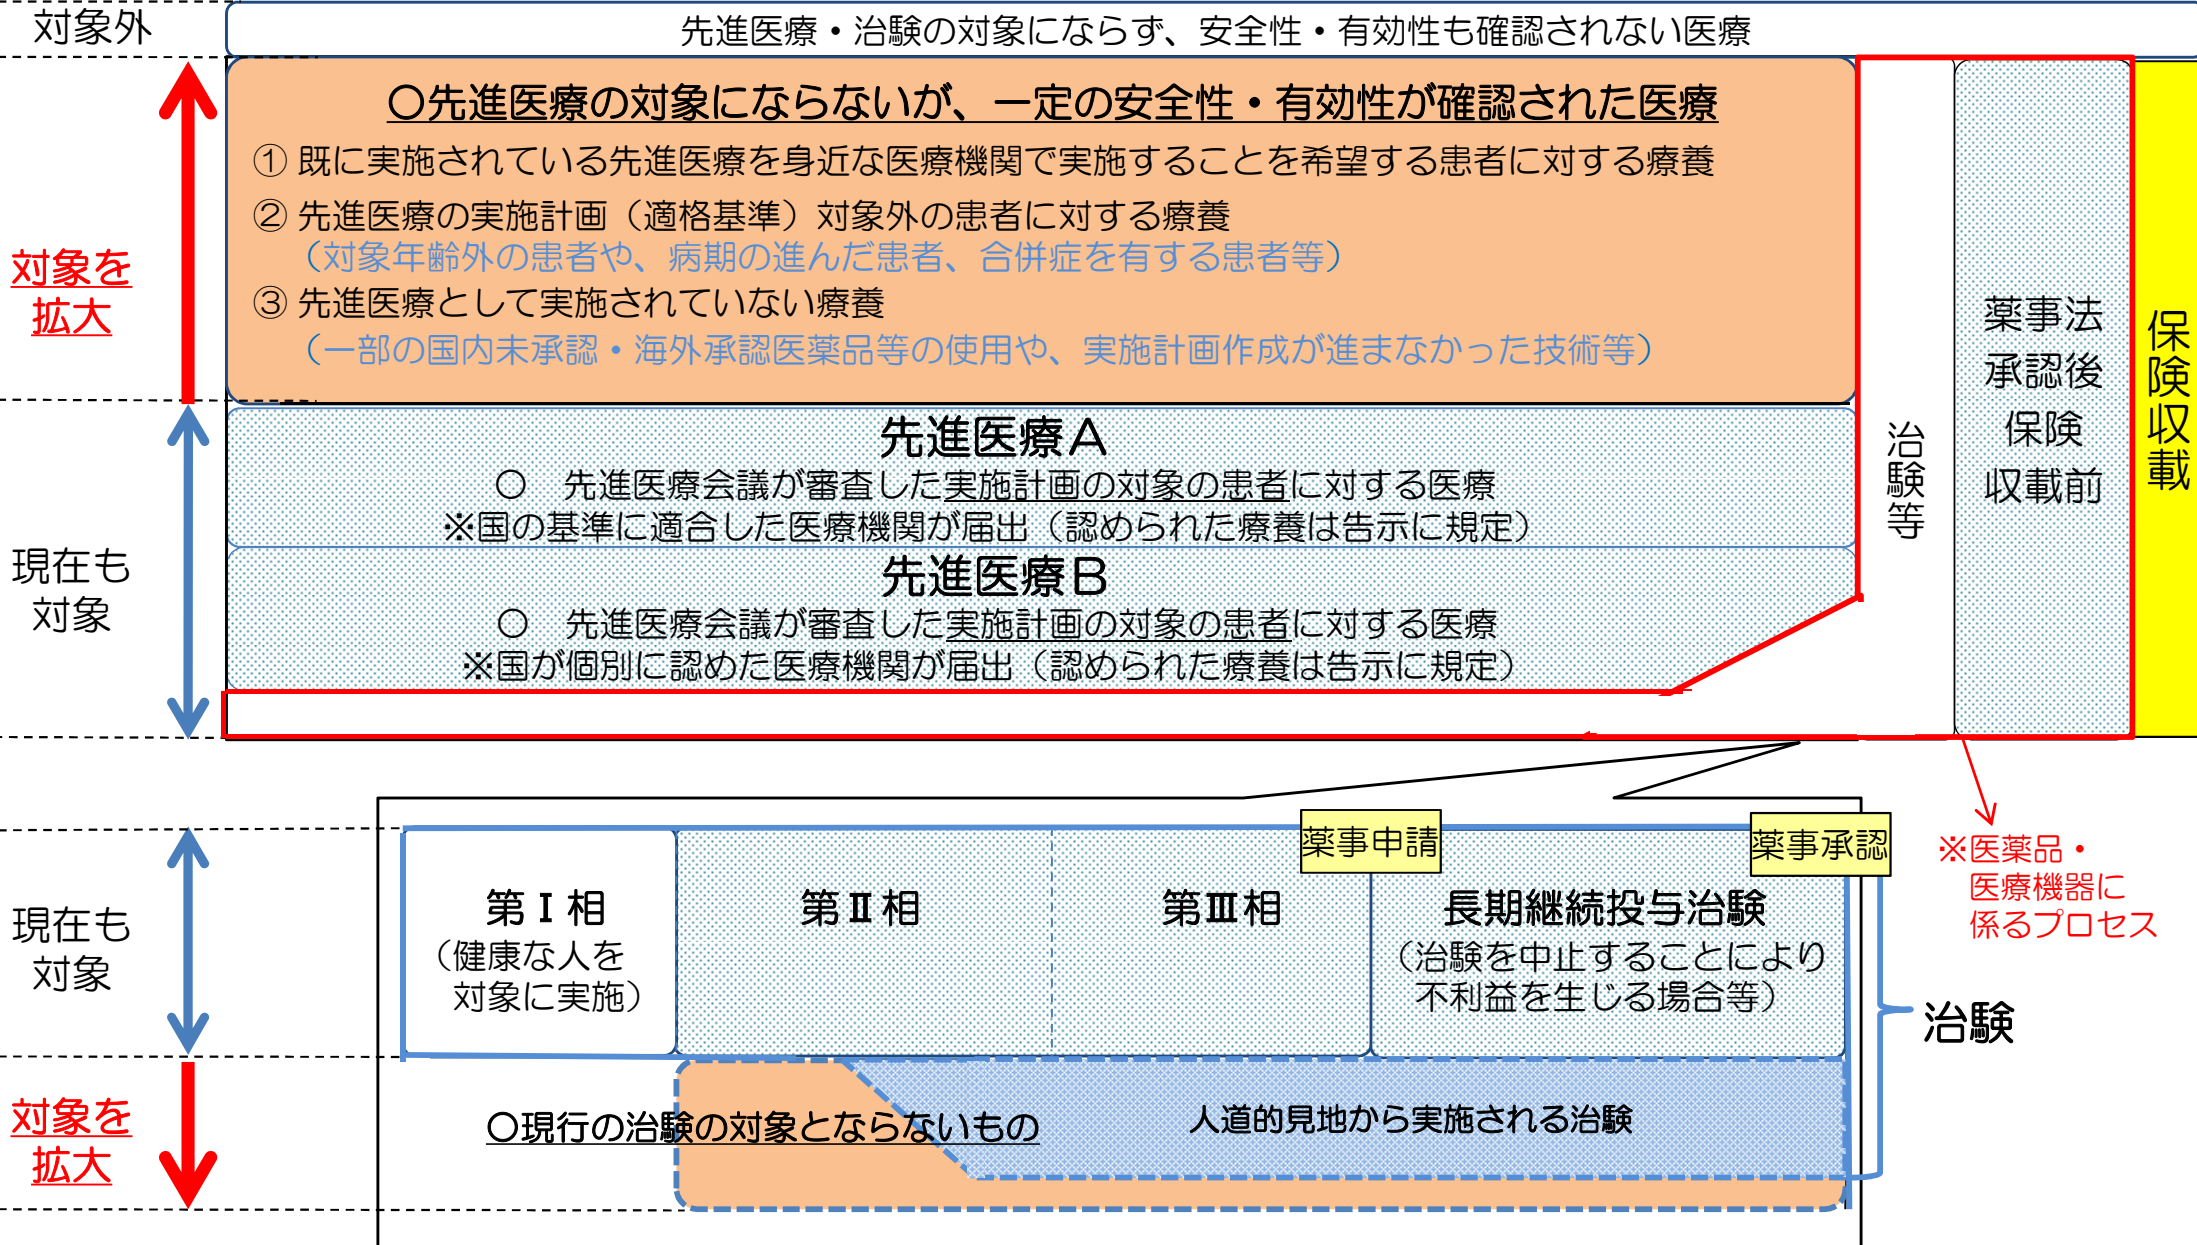 対象外
先進医療・治験の対象にならず、安全性・有効性も確認されない医療
○先進医療の対象にならないが、一定の安全性・有効性が確認された医療
① 既に実施されている先進医療を身近な医療機関で実施することを希望する患者に対する療養
② 先進医療の実施計画（適格基準）対象外の患者に対する療養
（対象年齢外の患者や、病期の進んだ患者、合併症を有する患者等）
③ 先進医療として実施されていない療養
（一部の国内未承認・海外承認医薬品等の使用や、実施計画作成が進まなかった技術等）
対象を
拡大
先進医療Ａ
○　先進医療会議が審査した実施計画の対象の患者に対する医療
※国の基準に適合した医療機関が届出（認められた療養は告示に規定）
先進医療Ｂ
○　先進医療会議が審査した実施計画の対象の患者に対する医療
※国が個別に認めた医療機関が届出（認められた療養は告示に規定）
現在も
対象
治験等
薬事法
承認後
保険
収載前
保険収載
薬事申請
薬事承認
第Ⅰ相
（健康な人を
対象に実施）
第Ⅱ相
第Ⅲ相
長期継続投与治験
（治験を中止することにより
不利益を生じる場合等）
現在も
対象
※医薬品・
医療機器に
係るプロセス
治験
対象を
拡大
○現行の治験の対象とならないもの
人道的見地から実施される治験